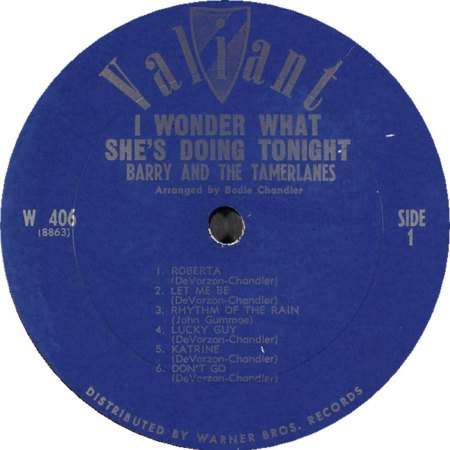 Valiant
I WONDER WHAT
SHE'S DOING TONIGHT
BARRY AND THE TAMERLANES
Arranged by Bodie Chandler
W 406
(8863)
SIDE
1
1. ROBERTA
(DeVorzon-Chandler)
2. LET ME BE
(DeVorzon-Chandler)
3. RHYTHM OF THE RAIN
(John Gummoe)
4. LUCKY GUY
(DeVorzon-Chandler)
5. KATRINE
(DeVorzon-Chandler)
6. DON'T GO
(DeVorzan-Chandler)
DISTRIBUTED BY WARNER BROS. RECORDS